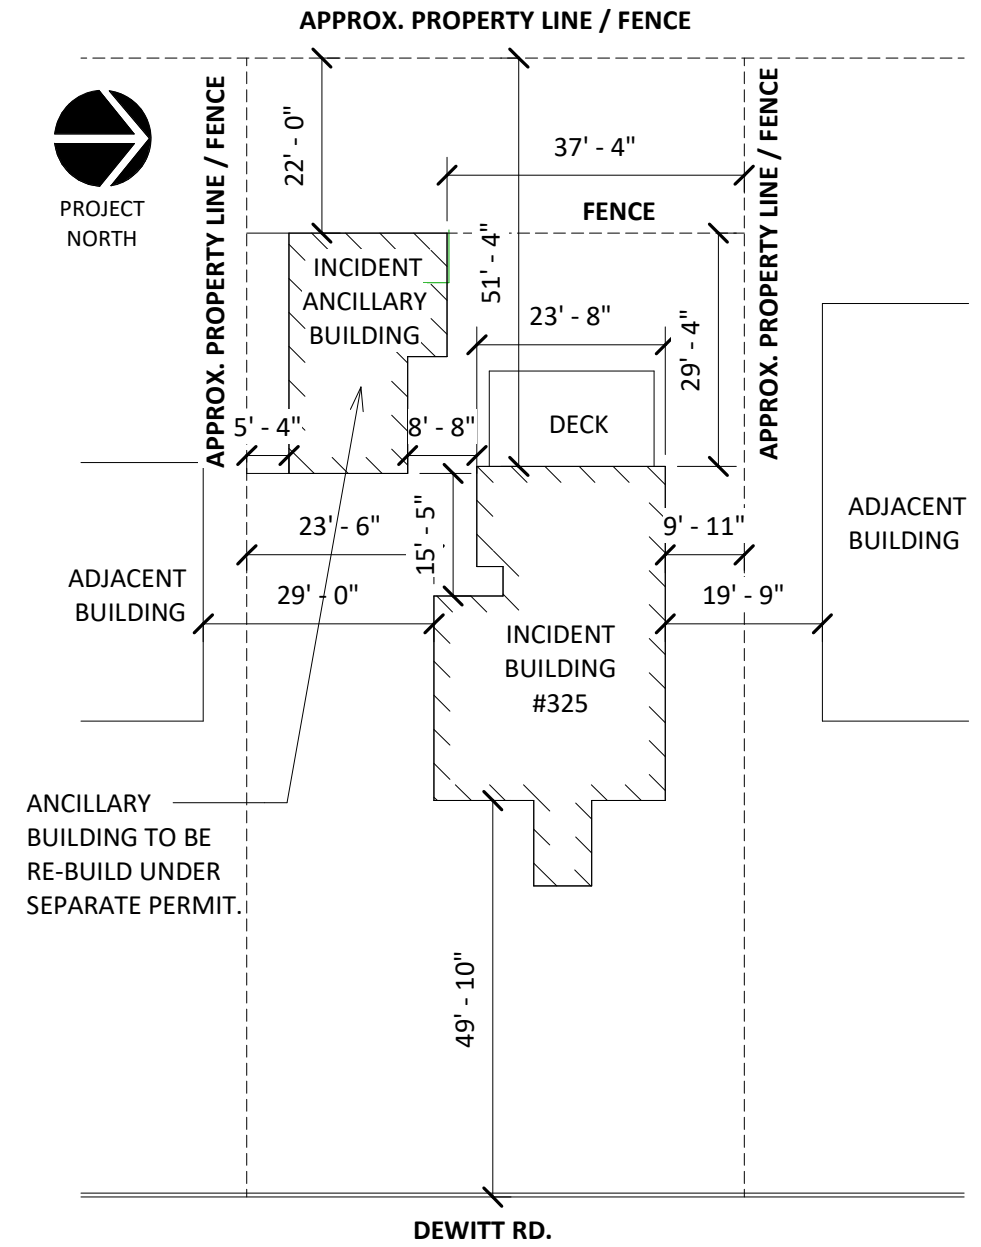 APPROX. PROPERTY LINE / FENCE
APPROX. PROPERTY LINE / FENCE
APPROX. PROPERTY LINE / FENCE
PROJECT
NORTH
22' - 0"
37' - 4"
FENCE
51' - 4"
INCIDENT
ANCILLARY
BUILDING
23' - 8"
29' - 4"
5' - 4"
8' - 8"
DECK
23' - 6"
15' - 5"
9' - 11"
ADJACENT
BUILDING
ADJACENT
BUILDING
29' - 0"
19' - 9"
INCIDENT
BUILDING
#325
ANCILLARY
BUILDING TO BE
RE-BUILD UNDER
SEPARATE PERMIT.
49' - 10"
DEWITT RD.